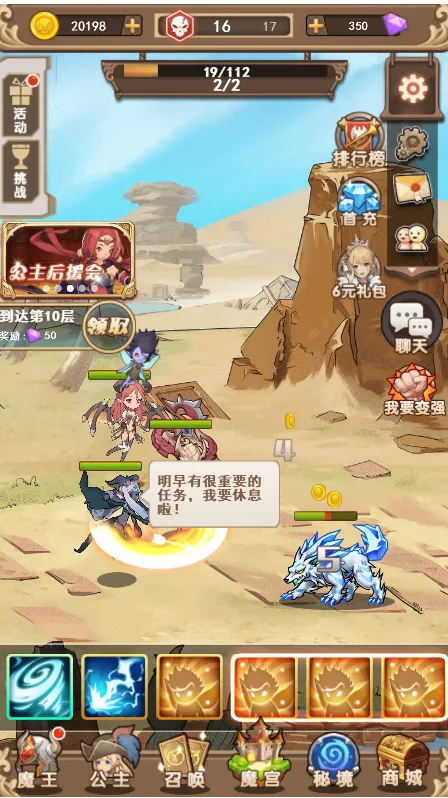 20198
16
17
350
19/112
2/2
活动
挑战
排行榜
首充
6元礼包
公主后援会
到达第10层
奖励: 50
领取
聊天
我要变强
4
明早有很重要的
任务，我要休息
啦！
5
魔王
公主
召唤
魔宫
秘境
商城